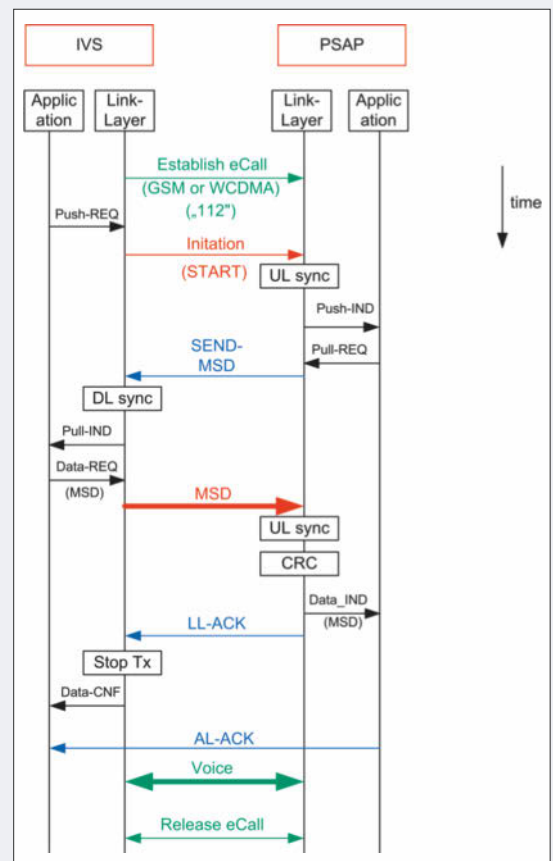 IVS
PSAP
Applic
ation
Link-
Layer
Link-
Layer
Applic
ation
Establish eCall
(GSM or WCDMA)
(„112")
time
Push-REQ
Initation
(START)
UL sync
Push-IND
Pull-REQ
SEND-
MSD
DL sync
Pull-IND
Data-REQ
(MSD)
MSD
UL sync
CRC
Data_IND
(MSD)
LL-ACK
Stop Tx
Data-CNF
AL-ACK
Voice
Release eCall